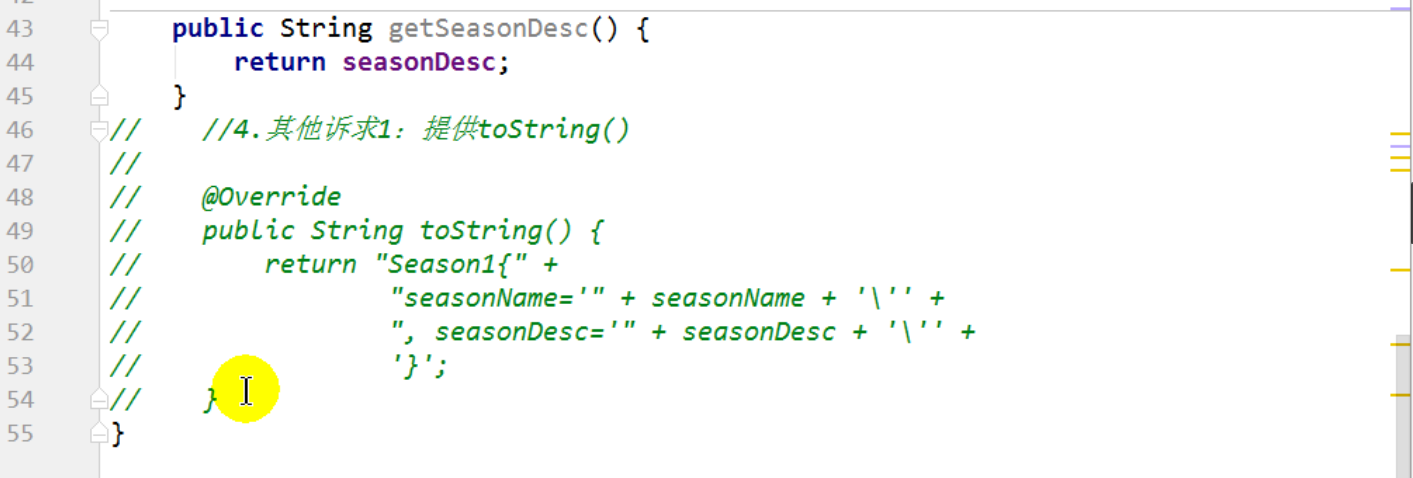 43 public String getSeasonDesc() {
44 return seasonDesc;
45 }
46 // //4.其他诉求1：提供toString()
47 //
48 // @Override
49 // public String toString() {
50 // return "Season1{" +
51 // "seasonName='" + seasonName + '\'' +
52 // ", seasonDesc='" + seasonDesc + '\'' +
53 // '}';
54 // }
55 }